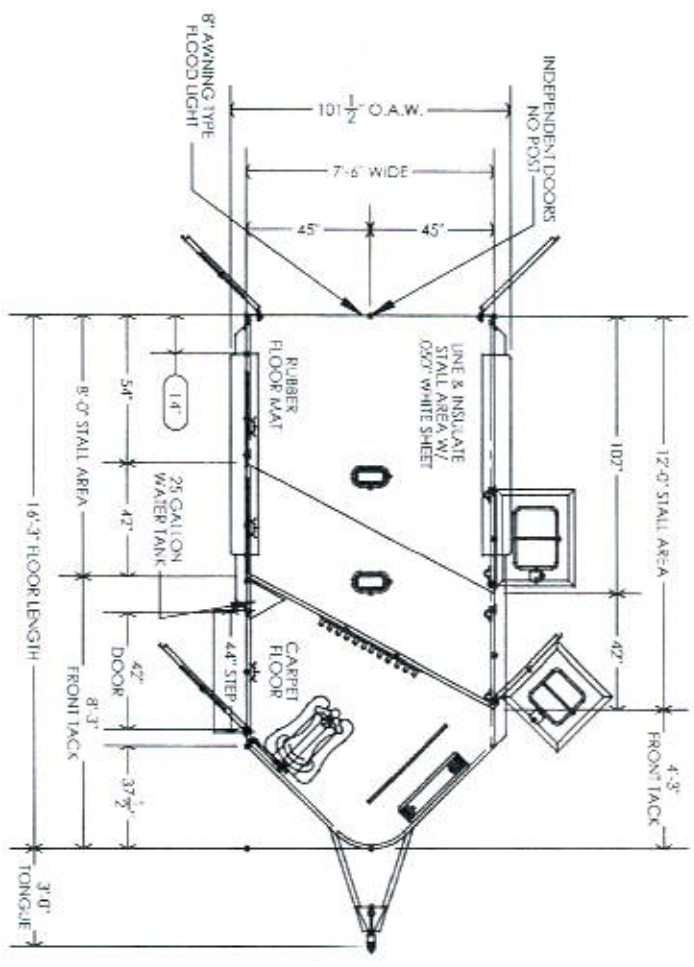 INDEPENDENT DOORS
NO POST
8" AWNING TYPE
FLOOD LIGHT
101 1/2" O.A.W.
7'-6" WIDE
45"
45"
LINE & INSULATE
STALL AREA W/
.050" WHITE SHEET
RUBBER
FLOOR MAT
12'-0" STALL AREA
102"
42"
4'-3"
FRONT TACK
14"
54"
42"
8'-0" STALL AREA
25 GALLON
WATER TANK
CARPET
FLOOR
44" STEP
42"
DOOR
37 1/2"
8'-3"
FRONT TACK
16'-3" FLOOR LENGTH
3'-0"
TONGUE